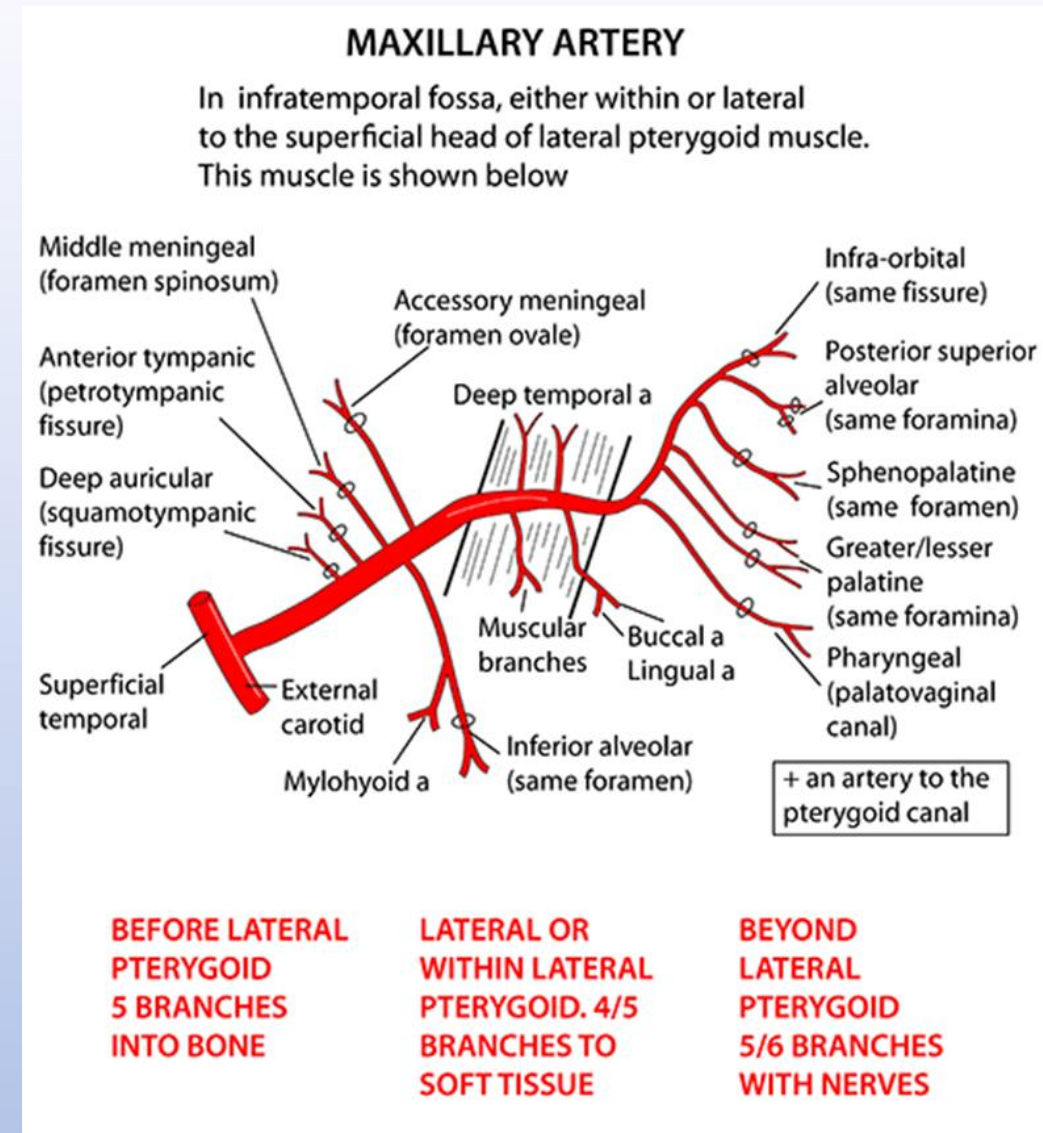 MAXILLARY ARTERY
In infratemporal fossa, either within or lateral
to the superficial head of lateral pterygoid muscle.
This muscle is shown below
Middle meningeal
(foramen spinosum)
Anterior tympanic
(petrotympanic
fissure)
Deep auricular
(squamotympanic
fissure)
Superficial
temporal
External
carotid
Accessory meningeal
(foramen ovale)
Deep temporal a
Muscular
branches
Buccal a
Lingual a
Mylohyoid a
Inferior alveolar
(same foramen)
Infra-orbital
(same fissure)
Posterior superior
alveolar
(same foramina)
Sphenopalatine
(same foramen)
Greater/lesser
palatine
(same foramina)
Pharyngeal
(palatovaginal
canal)
+ an artery to the
pterygoid canal
BEFORE LATERAL
PTERYGOID
5 BRANCHES
INTO BONE
LATERAL OR
WITHIN LATERAL
PTERYGOID. 4/5
BRANCHES TO
SOFT TISSUE
BEYOND
LATERAL
PTERYGOID
5/6 BRANCHES
WITH NERVES